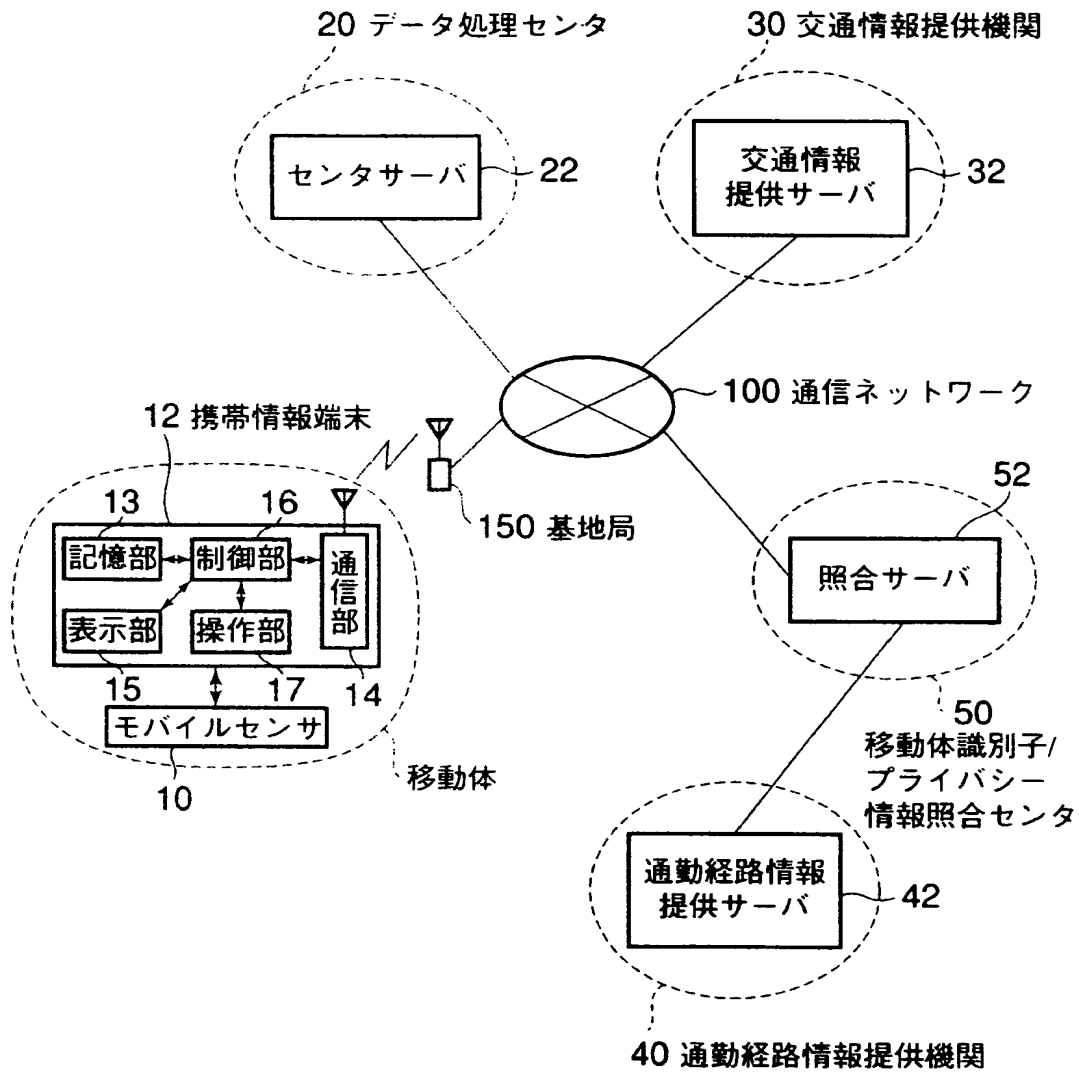 20 データ処理センタ
30 交通情報提供機関
センタサーバ
22
交通情報
提供サーバ
32
100 通信ネットワーク
12 携帯情報端末
150 基地局
13
16
記憶部
制御部
通信部
表示部
操作部
15
17
14
モバイルセンサ
10
移動体
52
照合サーバ
50
移動体識別子/
プライバシー
情報照合センタ
通勤経路情報
提供サーバ
42
40 通勤経路情報提供機関